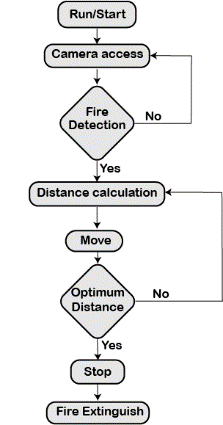 Run/Start
Camera access
Fire
Detection
No
Yes
Distance calculation
Move
Optimum
Distance
No
Yes
Stop
Fire Extinguish